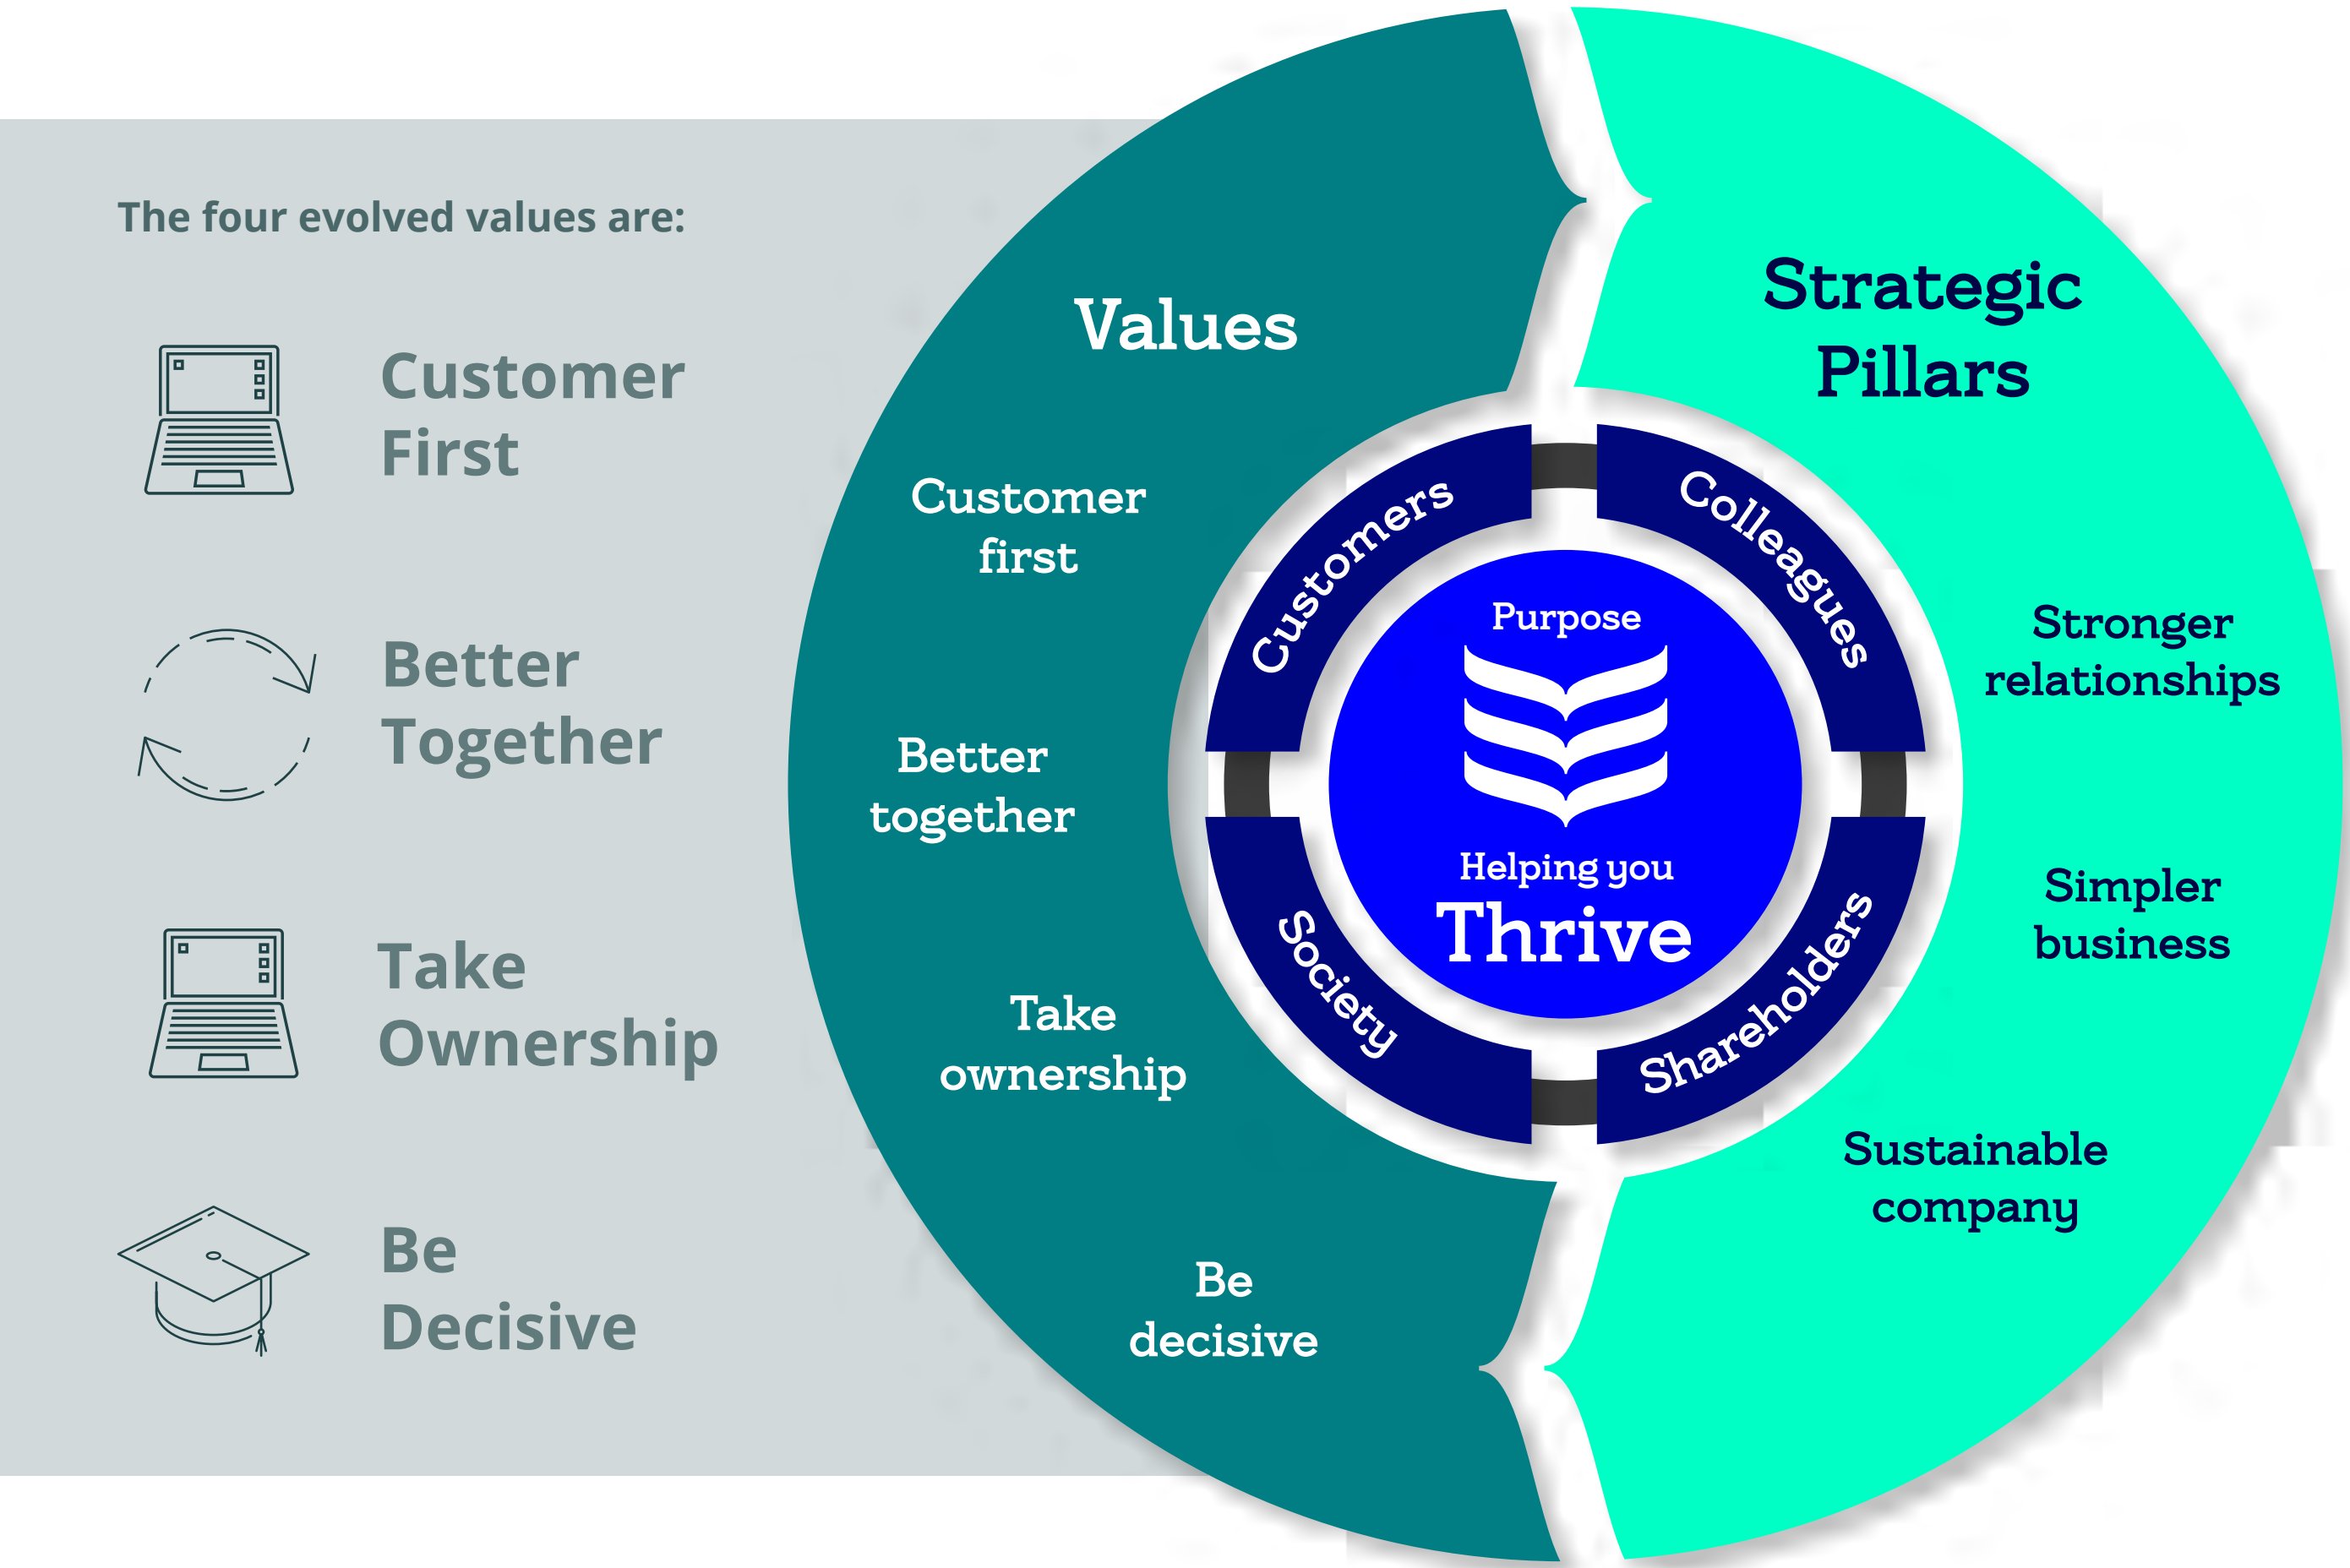 The four evolved values are:
Customer
First
Better
Together
Take
Ownership
Be
Decisive
Values
Customer
first
Better
together
Take
ownership
Be
decisive
Customers
Colleagues
Society
Shareholders
Purpose
Helping you
Thrive
Strategic
Pillars
Stronger
relationships
Simpler
business
Sustainable
company